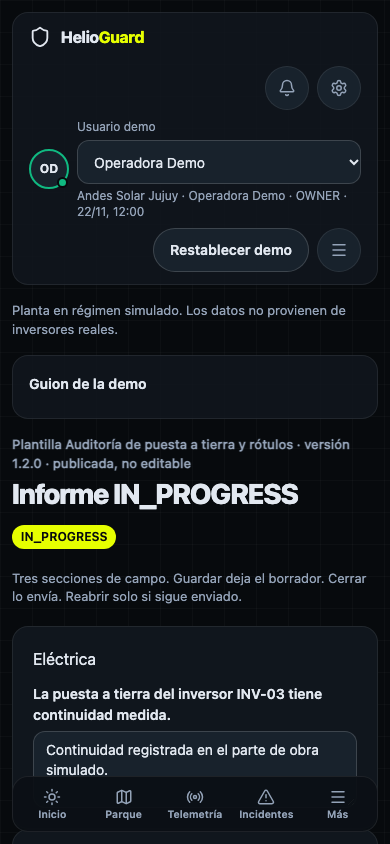 HelioGuard
Usuario demo
OD
Operadora Demo
Andes Solar Jujuy · Operadora Demo · OWNER ·
22/11, 12:00
Restablecer demo
Planta en régimen simulado. Los datos no provienen de
inversores reales.
Guion de la demo
Plantilla Auditoría de puesta a tierra y rótulos · versión
1.2.0 · publicada, no editable
Informe IN_PROGRESS
IN_PROGRESS
Tres secciones de campo. Guardar deja el borrador. Cerrar
lo envía. Reabrir solo si sigue enviado.
Eléctrica
La puesta a tierra del inversor INV-03 tiene
continuidad medida.
Continuidad registrada en el parte de obra
simulado.
Inicio
Parque
Telemetría
Incidentes
Más